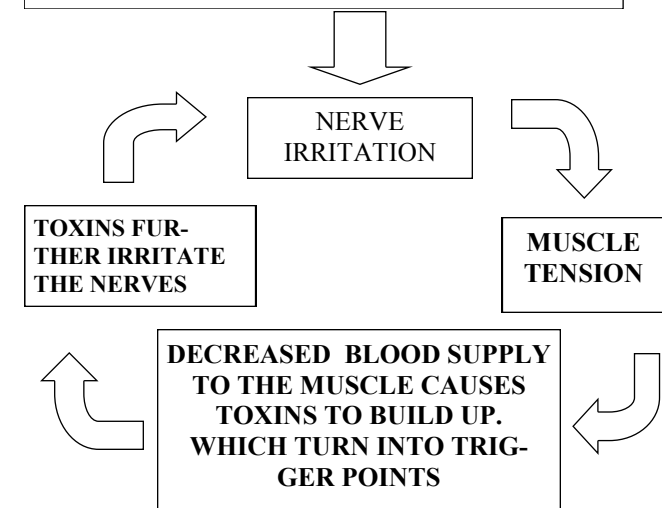 NERVE
IRRITATION
TOXINS FUR-
THER IRRITATE
THE NERVES
MUSCLE
TENSION
DECREASED  BLOOD SUPPLY
TO THE MUSCLE CAUSES
TOXINS TO BUILD UP.
WHICH TURN INTO TRIG-
GER POINTS